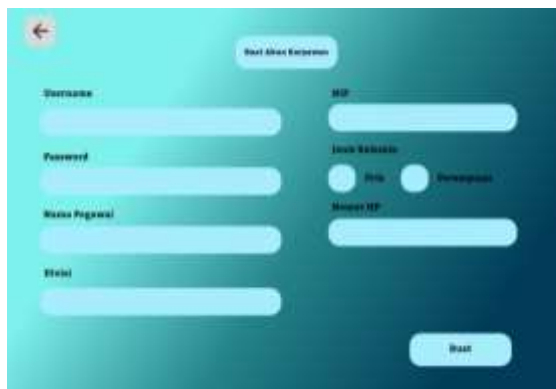 Buat Akun Karyawan
Username
Password
Nama Pegawai
Divisi
NIP
Jenis Kelamin
Pria
Perempuan
Nomor HP
Buat